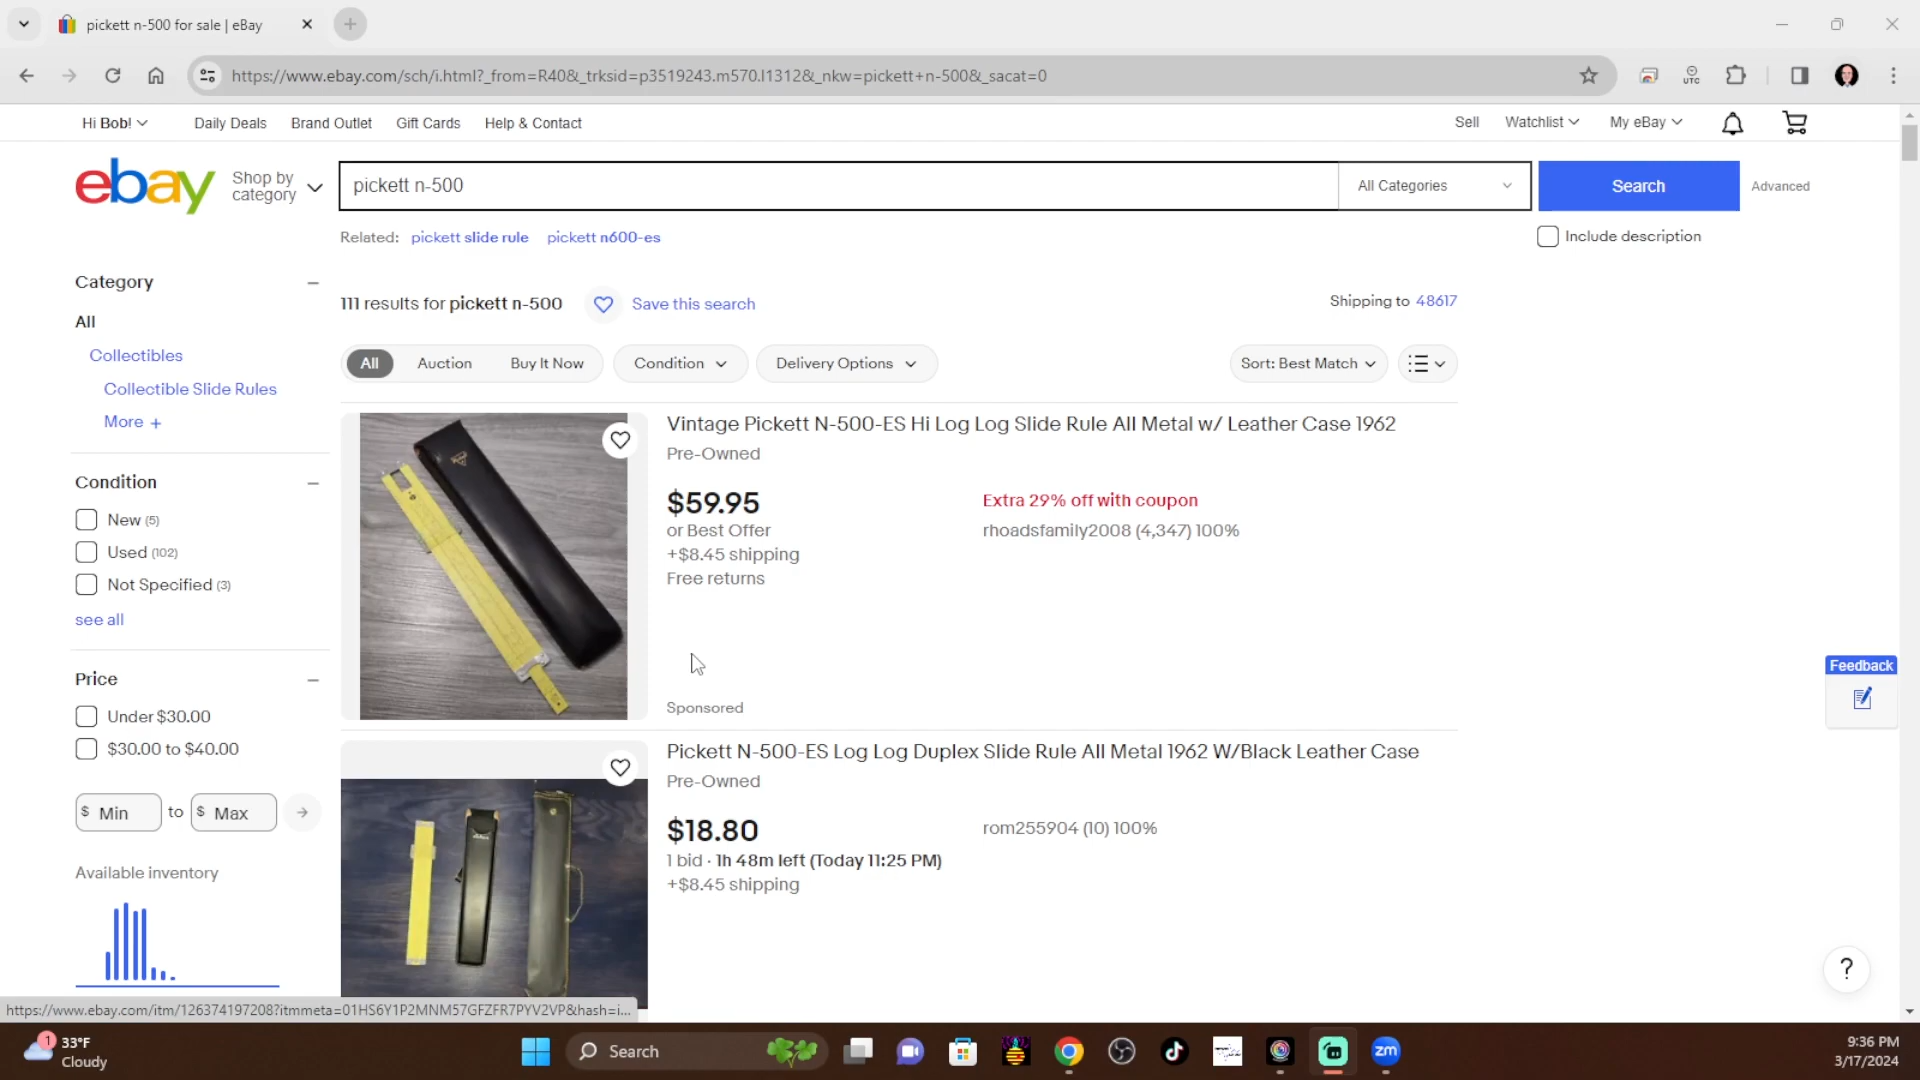 pickett n-500 for sale | eBay
https://www.ebay.com/sch/i.html?_from=R40&_trksid=p3519243.m570.l1312&_nkw=pickett+n-500&_sacat=0
UTC
Hi Bob! Daily Deals Brand Outlet Gift Cards Help & Contact Sell Watchlist My eBay
ebay
Shop by
category
pickett n-500 All Categories Search Advanced
Related: pickett slide rule pickett n600-es Include description
Category
All
Collectibles
Collectible Slide Rules
More +
Condition
New (5)
Used (102)
Not Specified (3)
see all
Price
Under $30.00
$30.00 to $40.00
$ Min to $ Max
Available inventory
111 results for pickett n-500 Save this search Shipping to 48617
All Auction Buy It Now Condition Delivery Options Sort: Best Match
Vintage Pickett N-500-ES Hi Log Log Slide Rule All Metal w/ Leather Case 1962
Pre-Owned
$59.95
or Best Offer
+$8.45 shipping
Free returns
Extra 29% off with coupon
rhoadsfamily2008 (4,347) 100%
Sponsored
Pickett N-500-ES Log Log Duplex Slide Rule All Metal 1962 W/Black Leather Case
Pre-Owned
$18.80
1 bid · 1h 48m left (Today 11:25 PM)
+$8.45 shipping
rom255904 (10) 100%
Feedback
?
https://www.ebay.com/itm/126374197208?itmmeta=01HS6Y1P2MNM57GFZFR7PYV2VP&hash=i...
1
33°F
Cloudy
Search
zm
9:36 PM
3/17/2024